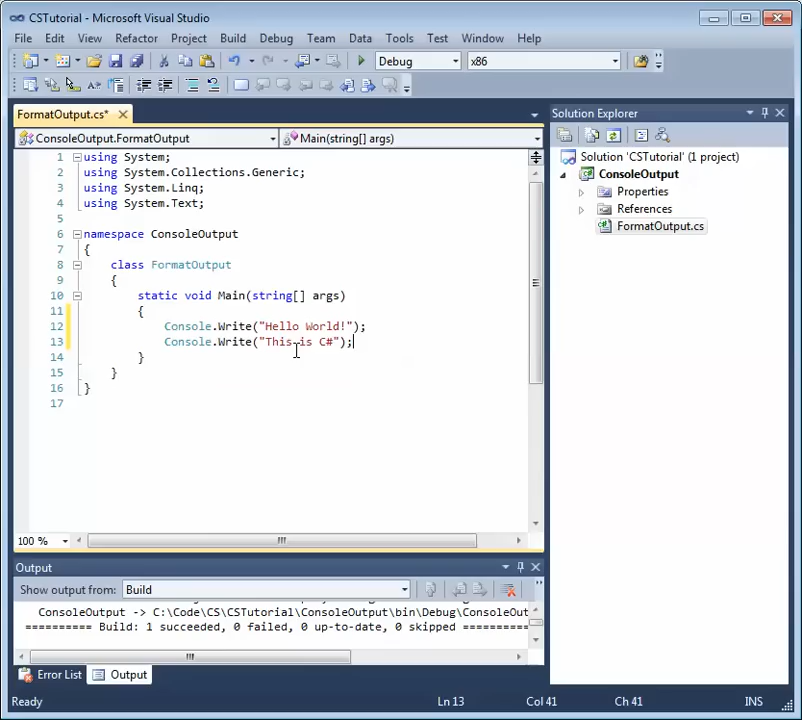 CSTutorial - Microsoft Visual Studio
File Edit View Refactor Project Build Debug Team Data Tools Test Window Help
Debug x86
FormatOutput.cs*
ConsoleOutput.FormatOutput Main(string[] args)
1 using System;
2 using System.Collections.Generic;
3 using System.Linq;
4 using System.Text;
5
6 namespace ConsoleOutput
7 {
8 class FormatOutput
9 {
10 static void Main(string[] args)
11 {
12 Console.Write("Hello World!");
13 Console.Write("This is C#");
14 }
15 }
16 }
17
100 %
Solution Explorer
Solution 'CSTutorial' (1 project)
ConsoleOutput
Properties
References
FormatOutput.cs
Output
Show output from: Build
ConsoleOutput -> C:\Code\CS\CSTutorial\ConsoleOutput\bin\Debug\ConsoleOut
========== Build: 1 succeeded, 0 failed, 0 up-to-date, 0 skipped ==========
Error List Output
Ready Ln 13 Col 41 Ch 41 INS